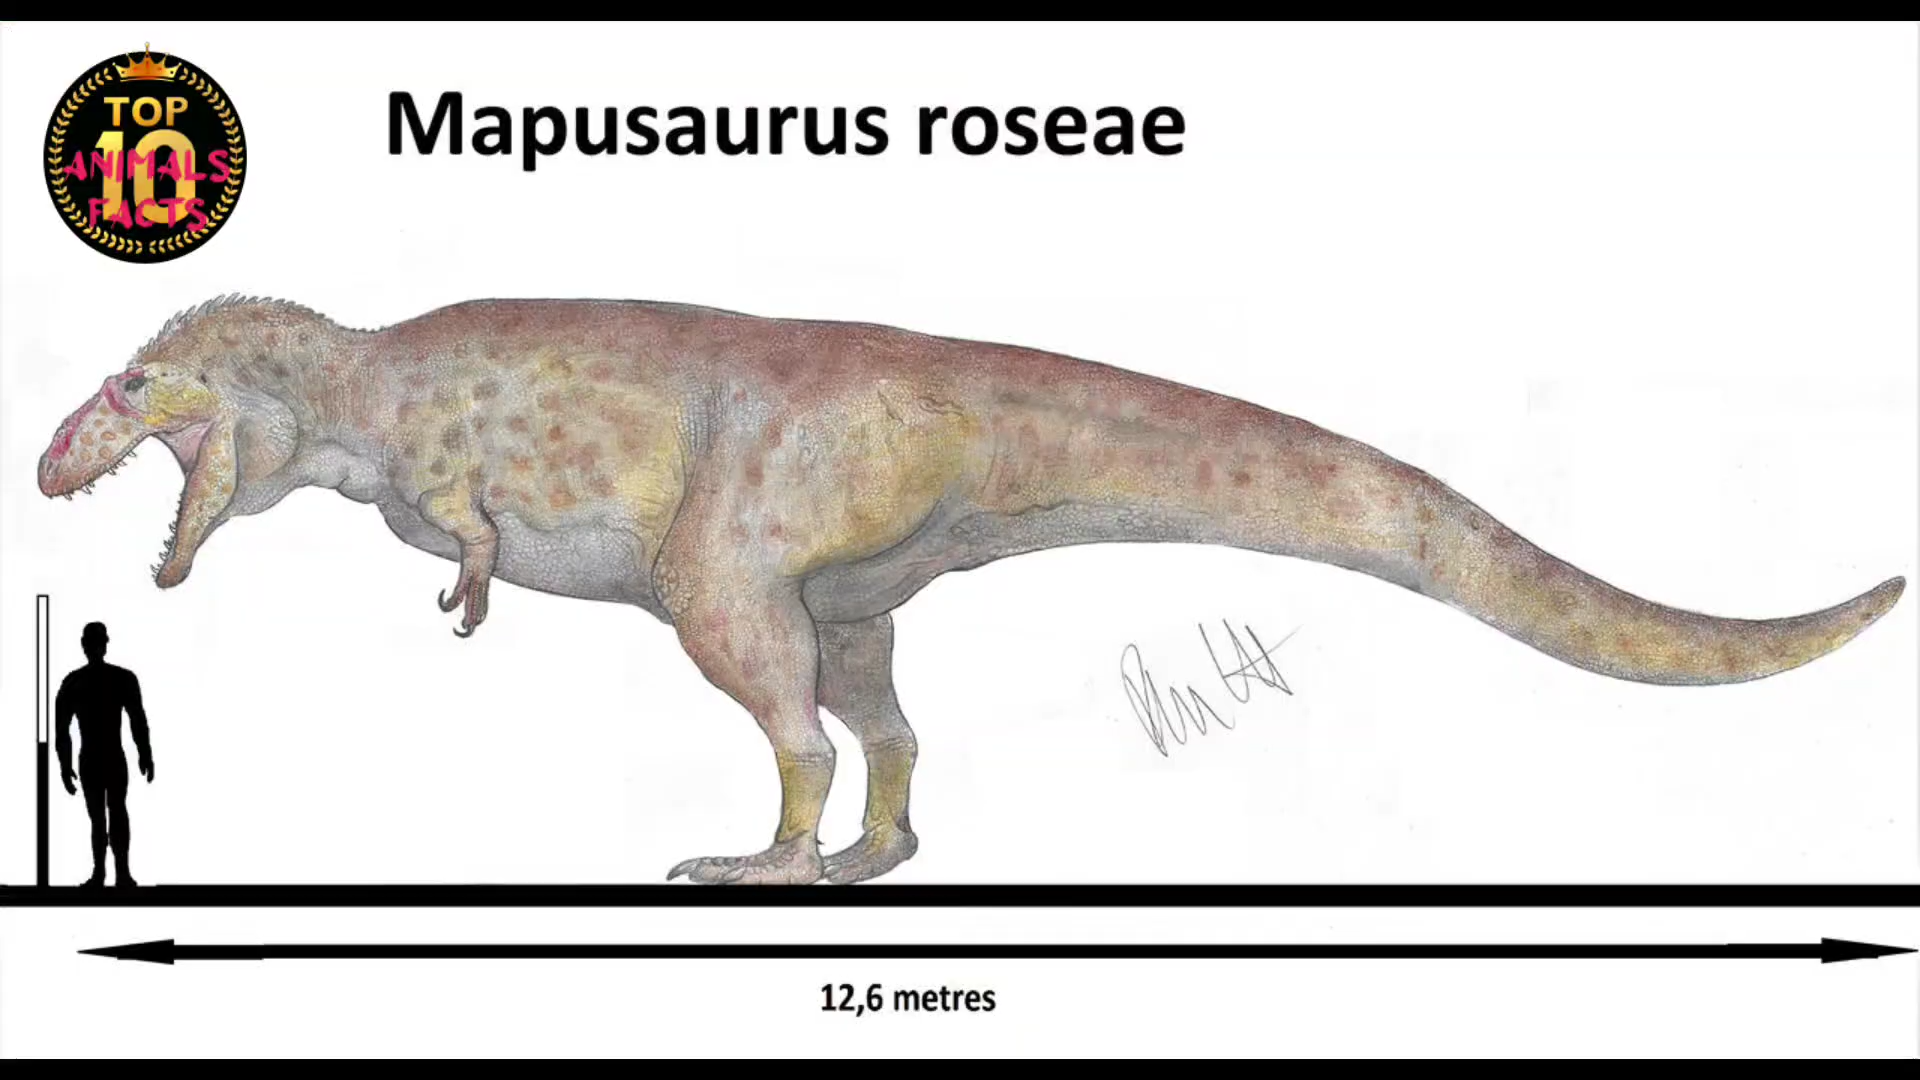 TOP
10
ANIMALS
FACTS
Mapusaurus roseae
12,6 metres